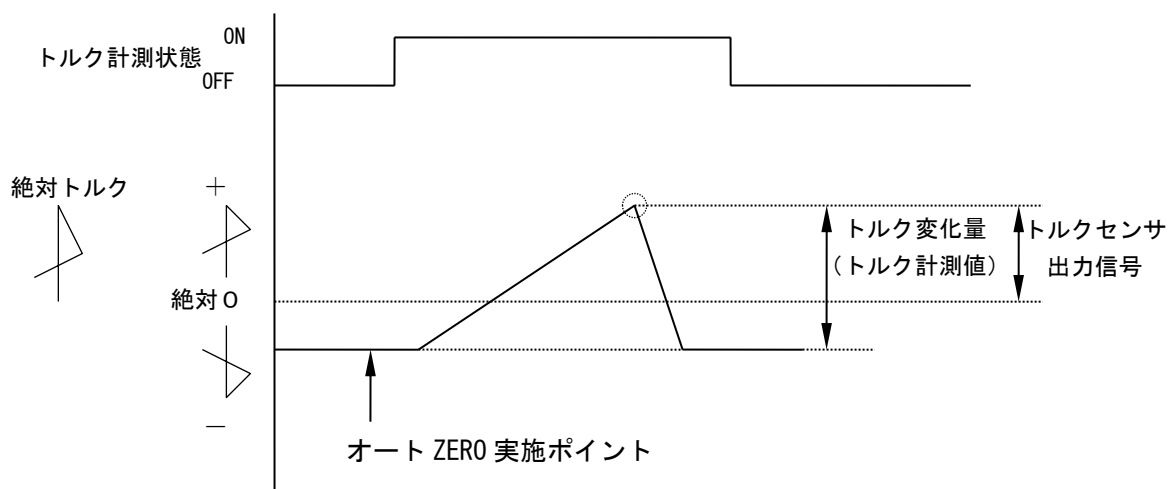 ON
トルク計測状態
OFF
絶対トルク
＋
トルク変化量
（トルク計測値）
トルクセンサ
出力信号
絶対０
－
オート ZERO 実施ポイント